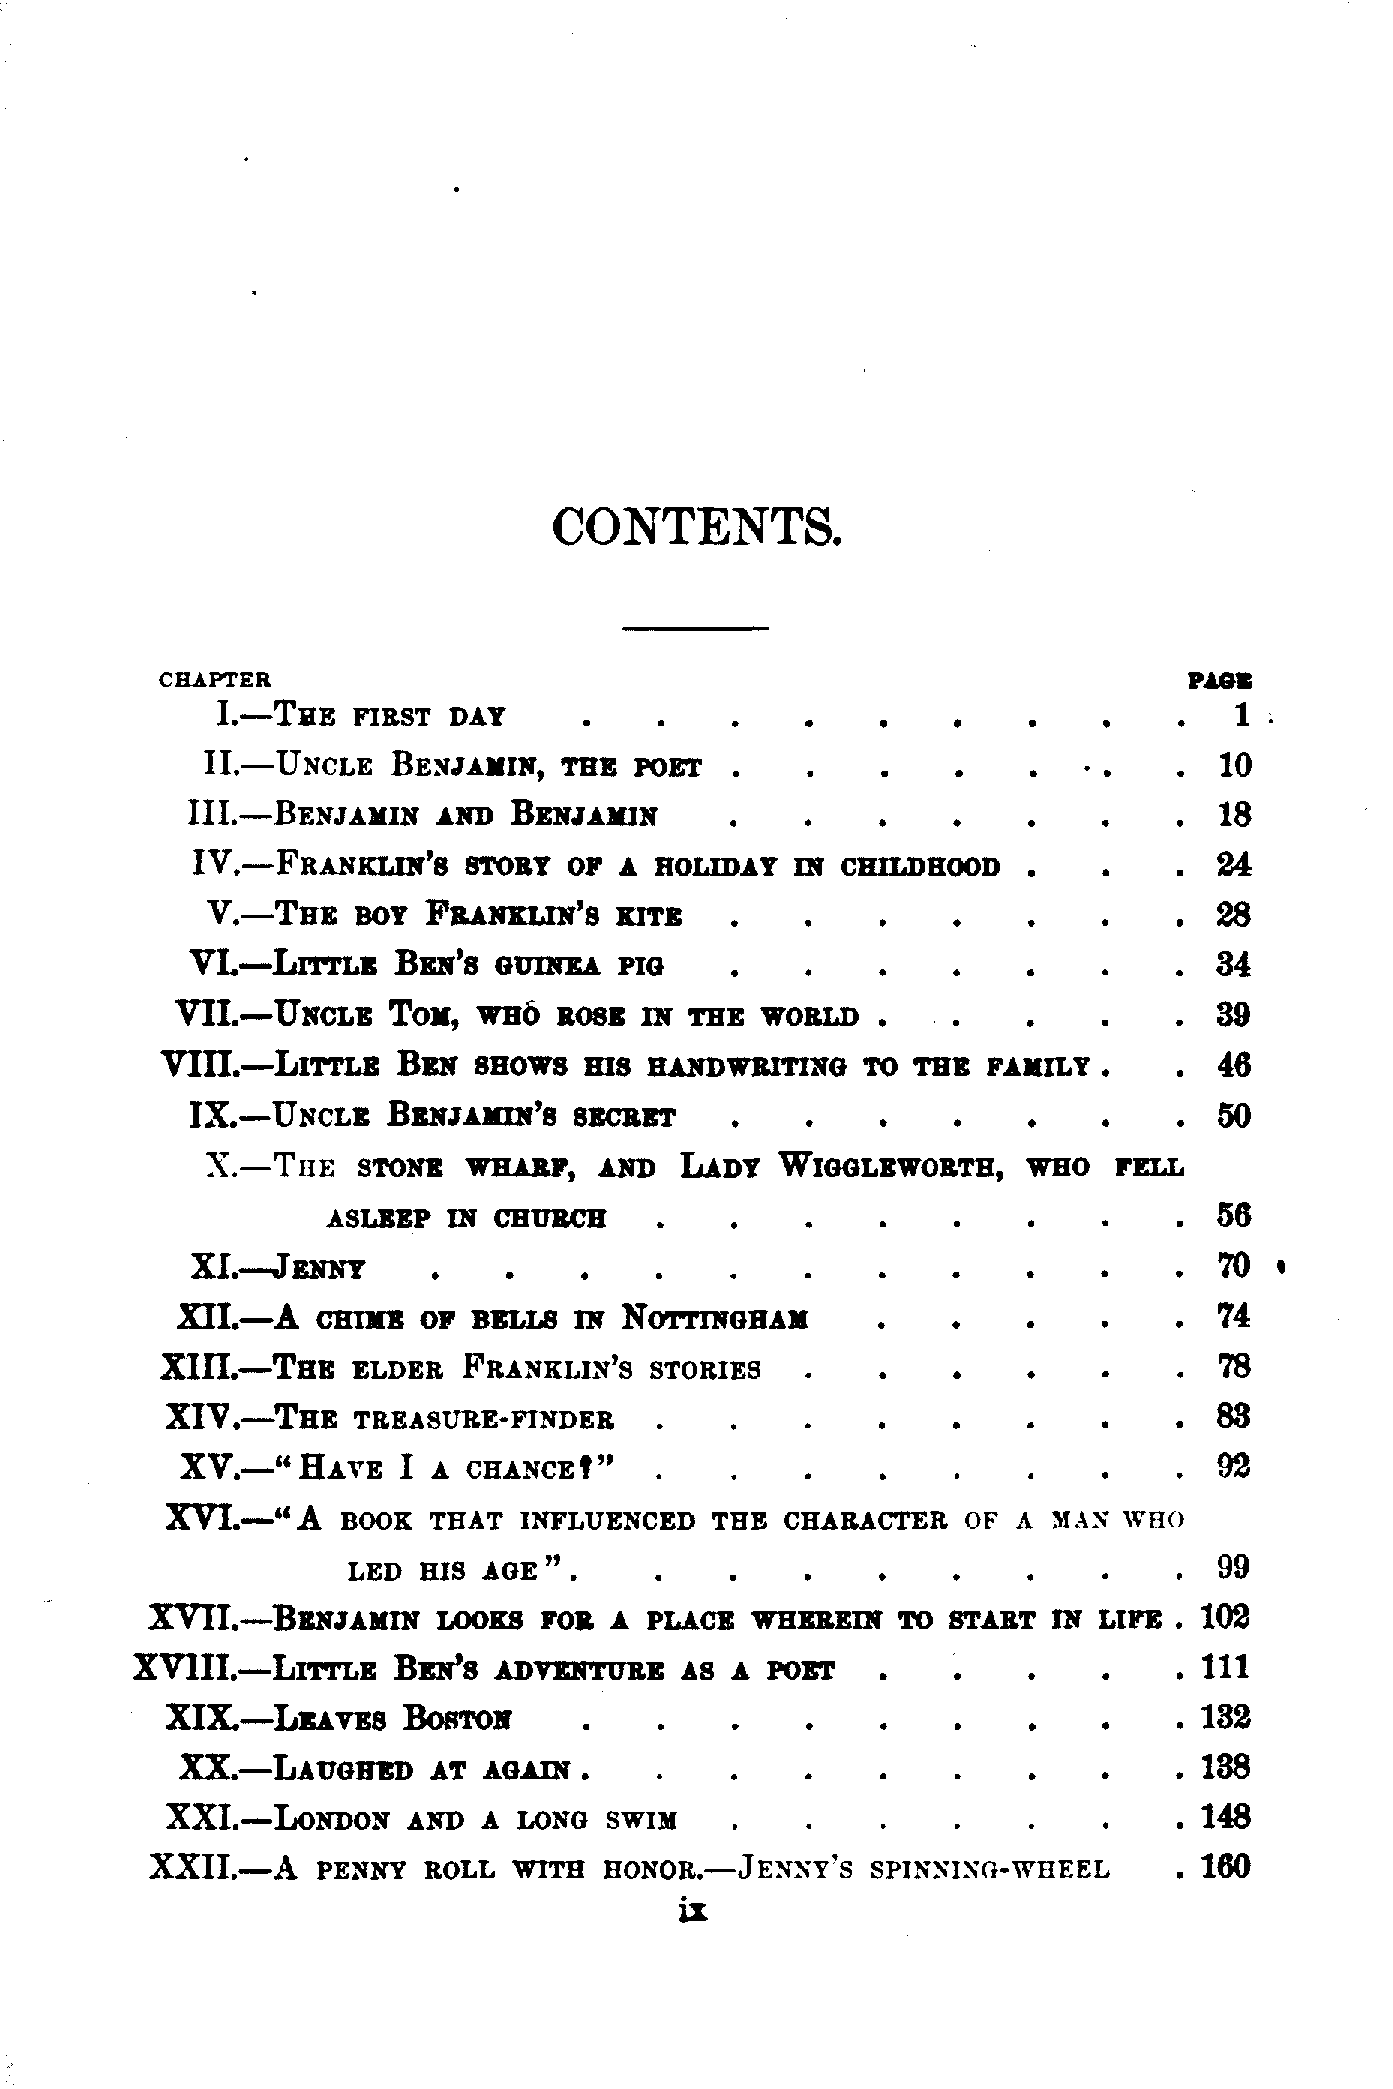 CONTENTS.
CHAPTER PAGE
I.—The first day . . . . . . . . . 1
II.—Uncle Benjamin, the poet . . . . . . . 10
III.—Benjamin and Benjamin . . . . . . . 18
IV.—Franklin's story of a holiday in childhood . . . 24
V.—The boy Franklin's kite . . . . . . . 28
VI.—Little Ben's guinea pig . . . . . . . 34
VII.—Uncle Tom, who rose in the world . . . . . 39
VIII.—Little Ben shows his handwriting to the family . . 46
IX.—Uncle Benjamin's secret . . . . . . . 50
X.—The stone wharf, and Lady Wiggleworth, who fell
asleep in church . . . . . . . . 56
XI.—Jenny . . . . . . . . . . . 70
XII.—A chime of bells in Nottingham . . . . . 74
XIII.—The elder Franklin's stories . . . . . . 78
XIV.—The treasure-finder . . . . . . . . 83
XV.—"Have I a chance?" . . . . . . . . 92
XVI.—"A book that influenced the character of a man who
led his age" . . . . . . . . . 99
XVII.—Benjamin looks for a place wherein to start in life . 102
XVIII.—Little Ben's adventure as a poet . . . . . 111
XIX.—Leaves Boston . . . . . . . . . 132
XX.—Laughed at again . . . . . . . . . 138
XXI.—London and a long swim . . . . . . . 148
XXII.—A penny roll with honor.—Jenny's spinning-wheel . 160
ix